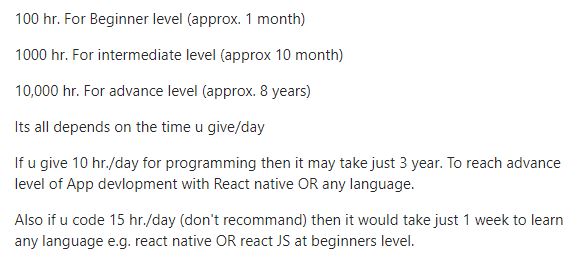 100 hr. For Beginner level (approx. 1 month)
1000 hr. For intermediate level (approx 10 month)
10,000 hr. For advance level (approx. 8 years)
Its all depends on the time u give/day
If u give 10 hr./day for programming then it may take just 3 year. To reach advance
level of App devlopment with React native OR any language.
Also if u code 15 hr./day (don't recommand) then it would take just 1 week to learn
any language e.g. react native OR react JS at beginners level.